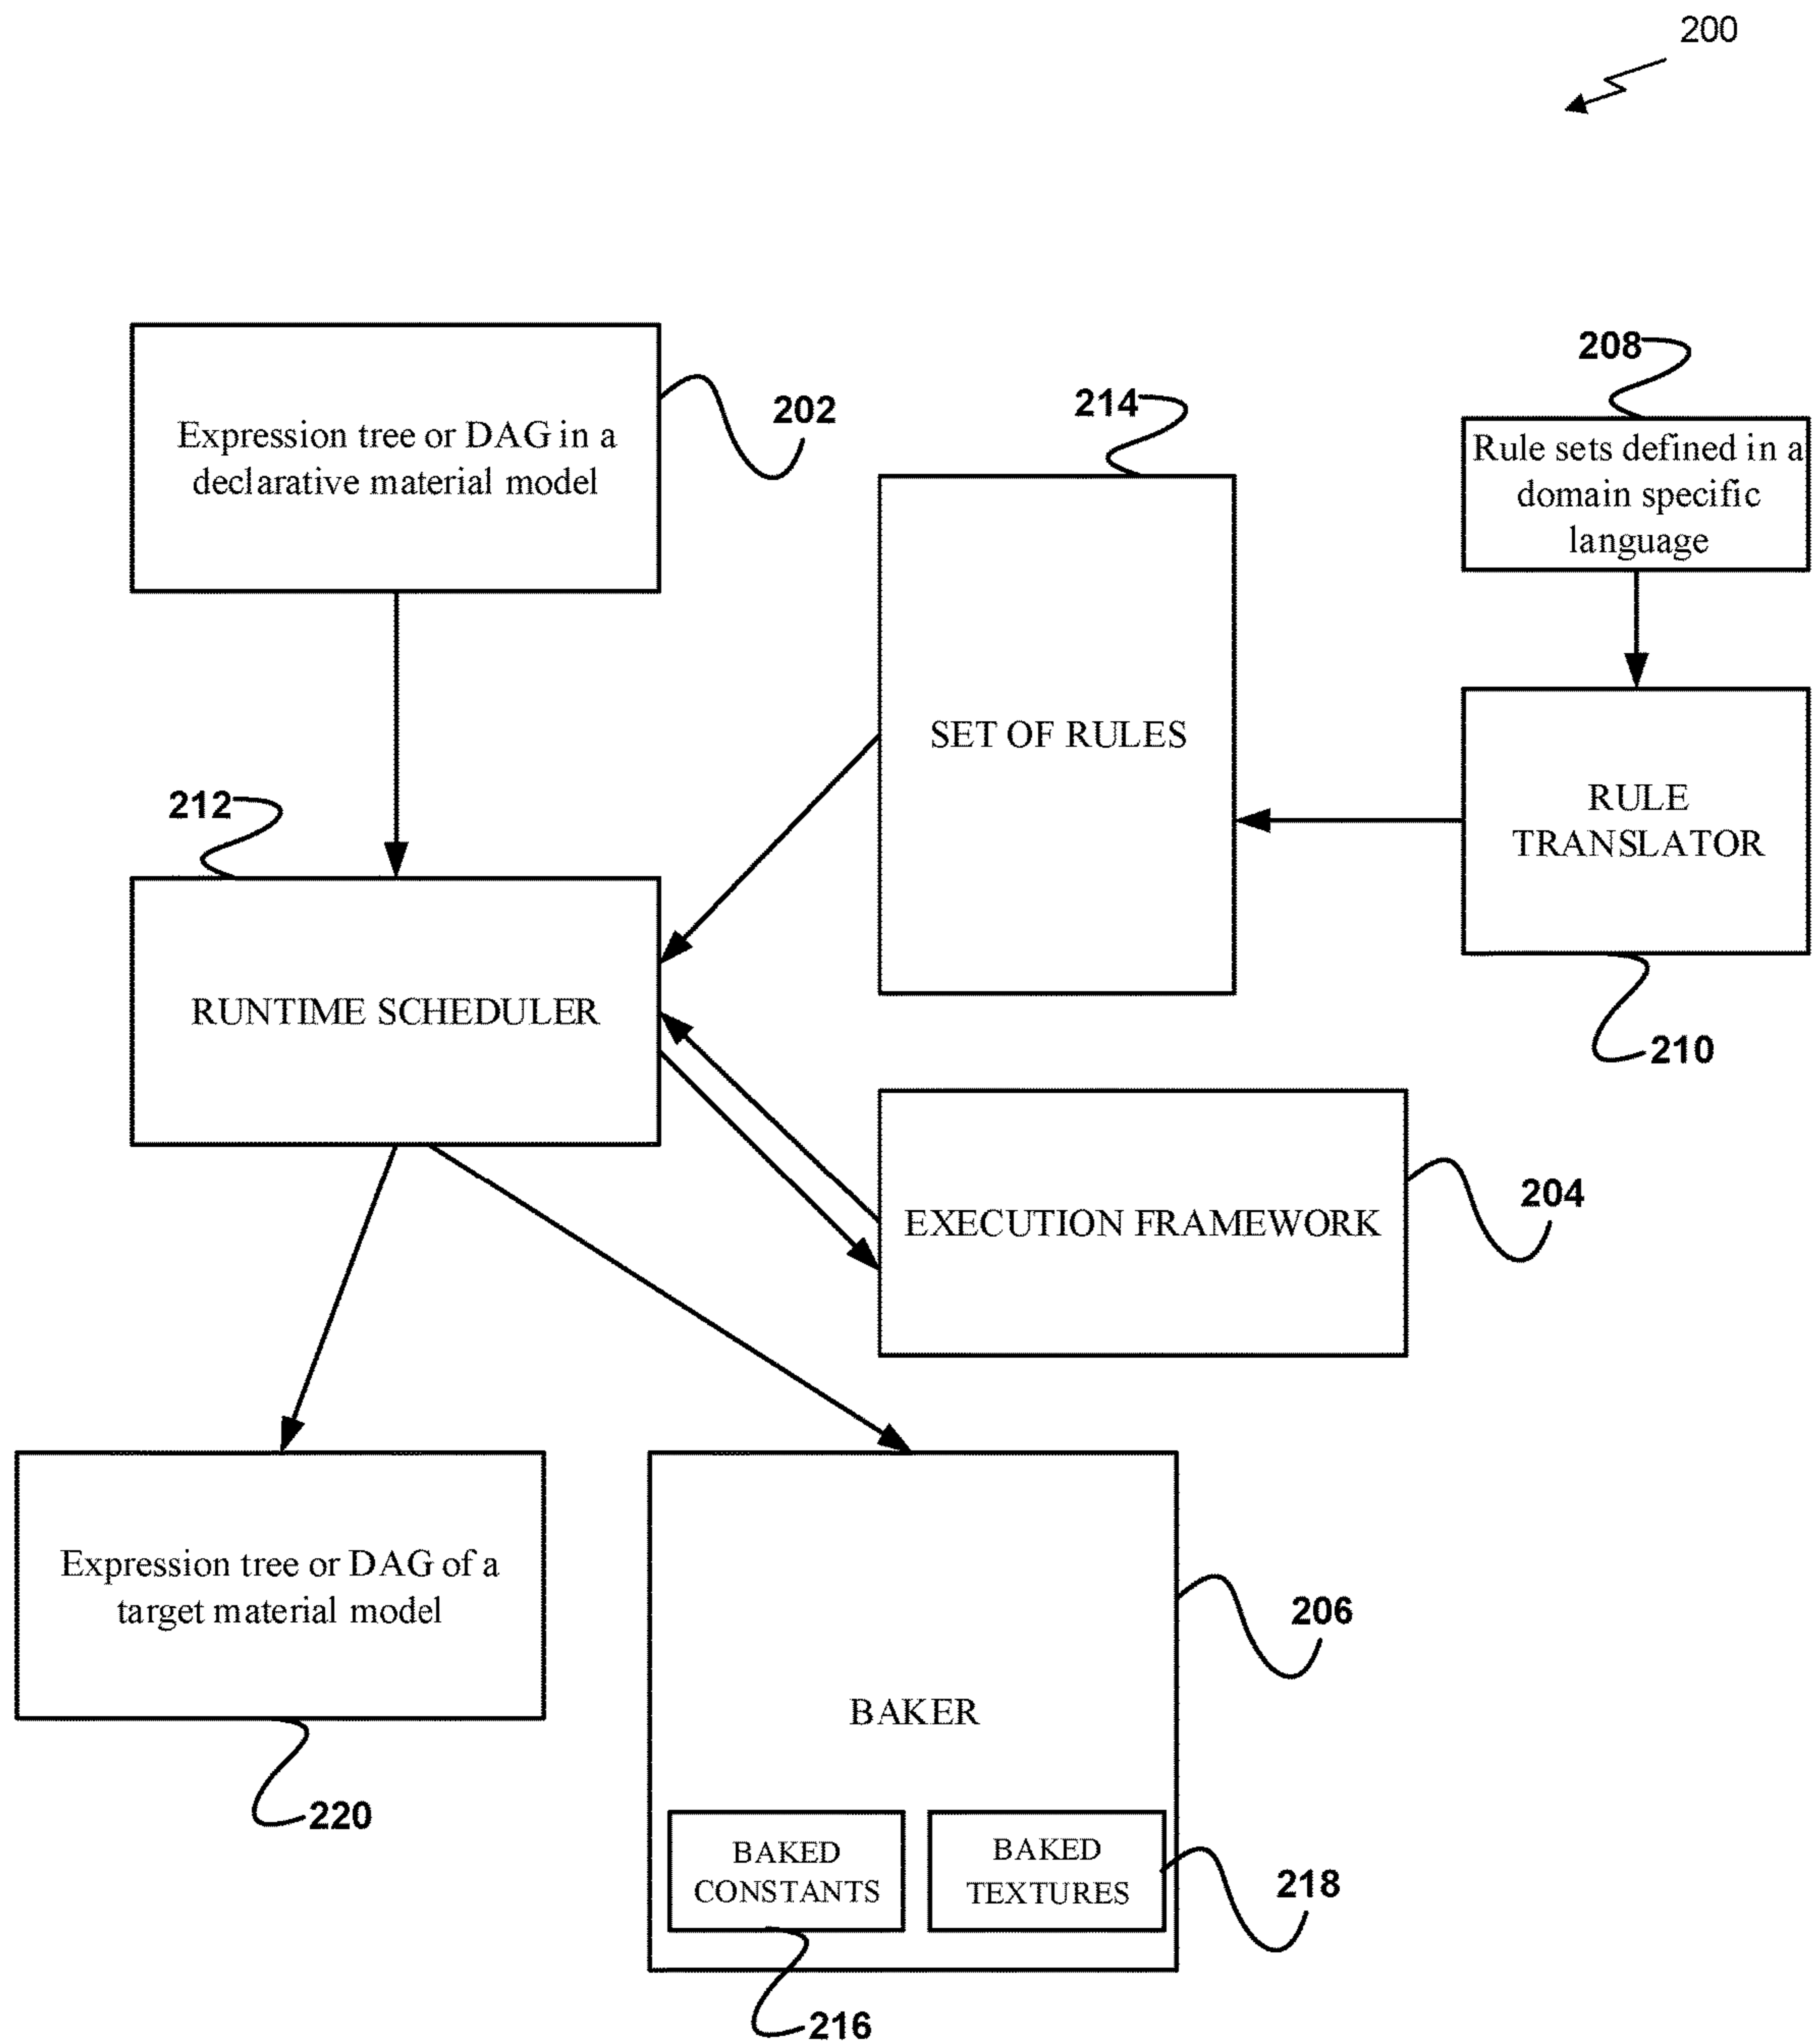 200
Expression tree or DAG in a
declarative material model
202
214
208
Rule sets defined in a
domain specific
language
SET OF RULES
RULE
TRANSLATOR
212
RUNTIME SCHEDULER
210
EXECUTION FRAMEWORK
204
Expression tree or DAG of a
target material model
220
BAKER
206
BAKED
CONSTANTS
BAKED
TEXTURES
218
216